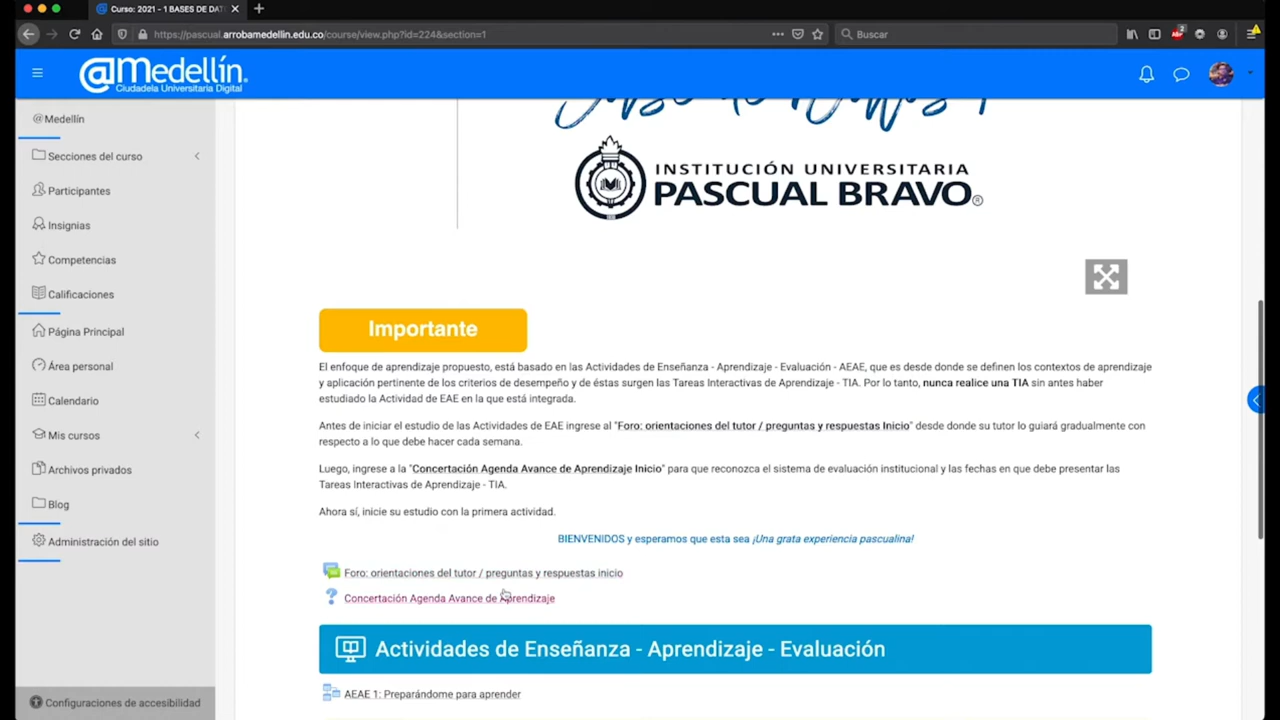 Curso: 2021 - 1 BASES DE DAT
https://pascual.arrobamedellin.edu.co/course/view.php?id=224&section=1
Buscar
2
@Medellín
Ciudadela Universitaria Digital
@Medellín
Secciones del curso
Participantes
Insignias
Competencias
Calificaciones
Página Principal
Área personal
Calendario
Mis cursos
Archivos privados
Blog
Administración del sitio
Configuraciones de accesibilidad
INSTITUCIÓN UNIVERSITARIA
PASCUAL BRAVO®
Importante
El enfoque de aprendizaje propuesto, está basado en las Actividades de Enseñanza - Aprendizaje - Evaluación - AEAE, que es desde donde se definen los contextos de aprendizaje
y aplicación pertinente de los criterios de desempeño y de éstas surgen las Tareas Interactivas de Aprendizaje - TIA. Por lo tanto, nunca realice una TIA sin antes haber
estudiado la Actividad de EAE en la que está integrada.
Antes de iniciar el estudio de las Actividades de EAE ingrese al "Foro: orientaciones del tutor / preguntas y respuestas Inicio" desde donde su tutor lo guiará gradualmente con
respecto a lo que debe hacer cada semana.
Luego, ingrese a la "Concertación Agenda Avance de Aprendizaje Inicio" para que reconozca el sistema de evaluación institucional y las fechas en que debe presentar las
Tareas Interactivas de Aprendizaje - TIA.
Ahora sí, inicie su estudio con la primera actividad.
BIENVENIDOS y esperamos que esta sea ¡Una grata experiencia pascualina!
Foro: orientaciones del tutor / preguntas y respuestas inicio
Concertación Agenda Avance de Aprendizaje
Actividades de Enseñanza - Aprendizaje - Evaluación
AEAE 1: Preparándome para aprender